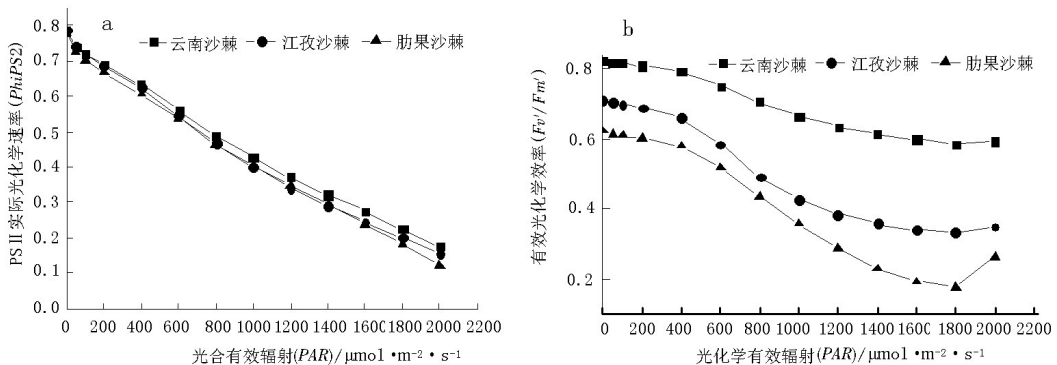 a
云南沙棘 江孜沙棘 肋果沙棘
PSⅡ实际光化学速率(PhiPS2)
0.8
0.7
0.6
0.5
0.4
0.3
0.2
0.1
0.0
0 200 400 600 800 1000 1200 1400 1600 1800 2000 2200
光合有效辐射(PAR)/μmol·m⁻²·s⁻¹
b
云南沙棘 江孜沙棘 肋果沙棘
有效光化学效率(Fv′/Fm′)
0.8
0.6
0.4
0.2
0 200 400 600 800 1000 1200 1400 1600 1800 2000 2200
光化学有效辐射(PAR)/μmol·m⁻²·s⁻¹